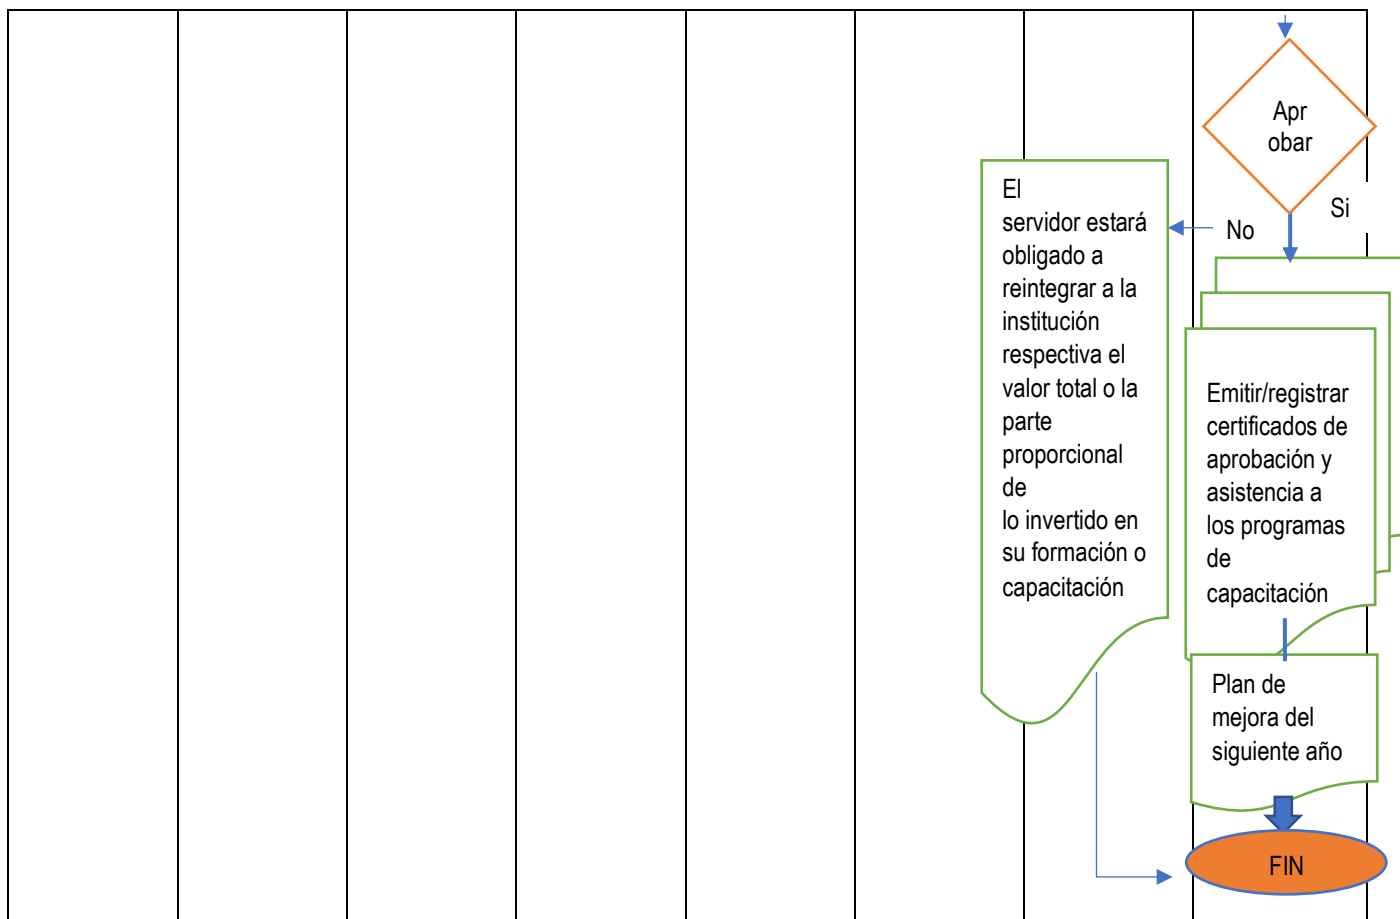 Apr
obar
Si
No
El
servidor estará
obligado a
reintegrar a la
institución
respectiva el
valor total o la
parte
proporcional
de
lo invertido en
su formación o
capacitación
Emitir/registrar
certificados de
aprobación y
asistencia a
los programas
de
capacitación
Plan de
mejora del
siguiente año
FIN